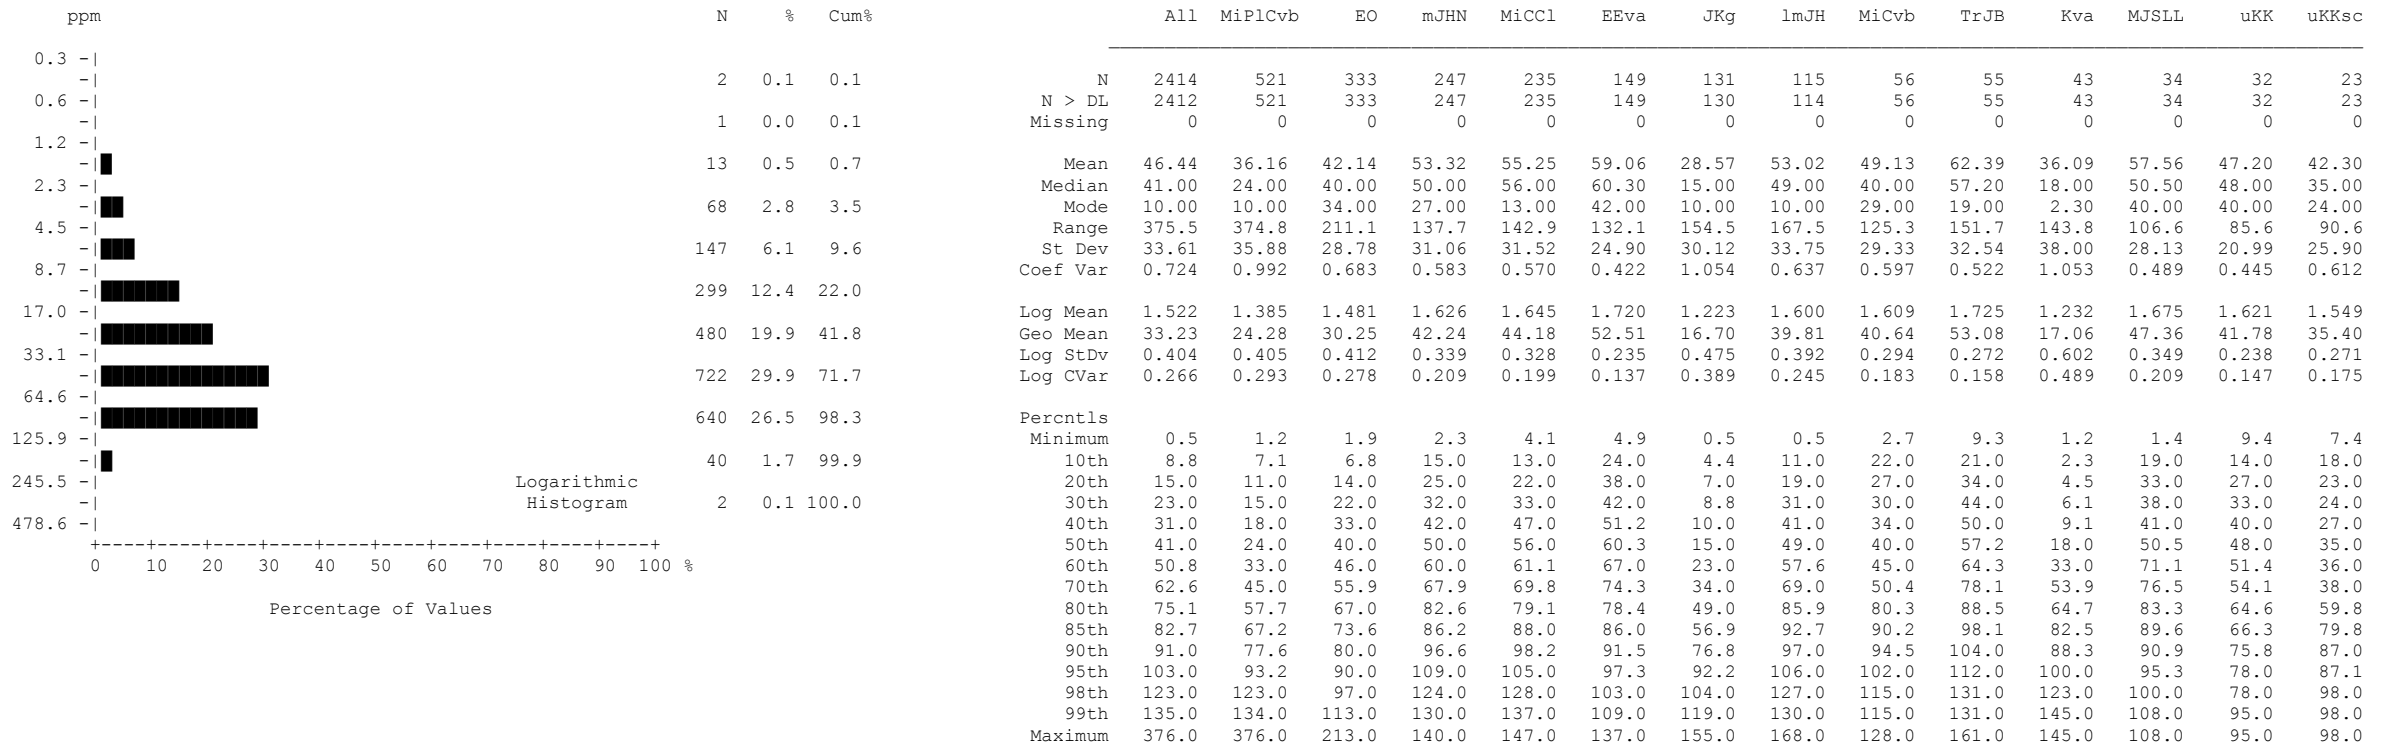 ppm N % Cum% All MiPlCvb EO mJHN MiCCl EEva JKg lmJH MiCvb TrJB Kva MJSLL uKK uKKsc
0.3 -|
-| 2 0.1 0.1 N 2414 521 333 247 235 149 131 115 56 55 43 34 32 23
0.6 -| N > DL 2412 521 333 247 235 149 130 114 56 55 43 34 32 23
-| 1 0.0 0.1 Missing 0 0 0 0 0 0 0 0 0 0 0 0 0 0
1.2 -|
-| 13 0.5 0.7 Mean 46.44 36.16 42.14 53.32 55.25 59.06 28.57 53.02 49.13 62.39 36.09 57.56 47.20 42.30
2.3 -| Median 41.00 24.00 40.00 50.00 56.00 60.30 15.00 49.00 40.00 57.20 18.00 50.50 48.00 35.00
-| 68 2.8 3.5 Mode 10.00 10.00 34.00 27.00 13.00 42.00 10.00 10.00 29.00 19.00 2.30 40.00 40.00 24.00
4.5 -| Range 375.5 374.8 211.1 137.7 142.9 132.1 154.5 167.5 125.3 151.7 143.8 106.6 85.6 90.6
-| 147 6.1 9.6 St Dev 33.61 35.88 28.78 31.06 31.52 24.90 30.12 33.75 29.33 32.54 38.00 28.13 20.99 25.90
8.7 -| Coef Var 0.724 0.992 0.683 0.583 0.570 0.422 1.054 0.637 0.597 0.522 1.053 0.489 0.445 0.612
-| 299 12.4 22.0
17.0 -| Log Mean 1.522 1.385 1.481 1.626 1.645 1.720 1.223 1.600 1.609 1.725 1.232 1.675 1.621 1.549
-| 480 19.9 41.8 Geo Mean 33.23 24.28 30.25 42.24 44.18 52.51 16.70 39.81 40.64 53.08 17.06 47.36 41.78 35.40
33.1 -| Log StDv 0.404 0.405 0.412 0.339 0.328 0.235 0.475 0.392 0.294 0.272 0.602 0.349 0.238 0.271
-| 722 29.9 71.7 Log CVar 0.266 0.293 0.278 0.209 0.199 0.137 0.389 0.245 0.183 0.158 0.489 0.209 0.147 0.175
64.6 -|
-| 640 26.5 98.3 Percntls
125.9 -| Minimum 0.5 1.2 1.9 2.3 4.1 4.9 0.5 0.5 2.7 9.3 1.2 1.4 9.4 7.4
-| 40 1.7 99.9 10th 8.8 7.1 6.8 15.0 13.0 24.0 4.4 11.0 22.0 21.0 2.3 19.0 14.0 18.0
245.5 -| Logarithmic 20th 15.0 11.0 14.0 25.0 22.0 38.0 7.0 19.0 27.0 34.0 4.5 33.0 27.0 23.0
-| Histogram 2 0.1 100.0 30th 23.0 15.0 22.0 32.0 33.0 42.0 8.8 31.0 30.0 44.0 6.1 38.0 33.0 24.0
478.6 -| 40th 31.0 18.0 33.0 42.0 47.0 51.2 10.0 41.0 34.0 50.0 9.1 41.0 40.0 27.0
+----+----+----+----+----+----+----+----+----+----+ 50th 41.0 24.0 40.0 50.0 56.0 60.3 15.0 49.0 40.0 57.2 18.0 50.5 48.0 35.0
0 10 20 30 40 50 60 70 80 90 100 % 60th 50.8 33.0 46.0 60.0 61.1 67.0 23.0 57.6 45.0 64.3 33.0 71.1 51.4 36.0
70th 62.6 45.0 55.9 67.9 69.8 74.3 34.0 69.0 50.4 78.1 53.9 76.5 54.1 38.0
Percentage of Values 80th 75.1 57.7 67.0 82.6 79.1 78.4 49.0 85.9 80.3 88.5 64.7 83.3 64.6 59.8
85th 82.7 67.2 73.6 86.2 88.0 86.0 56.9 92.7 90.2 98.1 82.5 89.6 66.3 79.8
90th 91.0 77.6 80.0 96.6 98.2 91.5 76.8 97.0 94.5 104.0 88.3 90.9 75.8 87.0
95th 103.0 93.2 90.0 109.0 105.0 97.3 92.2 106.0 102.0 112.0 100.0 95.3 78.0 87.1
98th 123.0 123.0 97.0 124.0 128.0 103.0 104.0 127.0 115.0 131.0 123.0 100.0 78.0 98.0
99th 135.0 134.0 113.0 130.0 137.0 109.0 119.0 130.0 115.0 131.0 145.0 108.0 95.0 98.0
Maximum 376.0 376.0 213.0 140.0 147.0 137.0 155.0 168.0 128.0 161.0 145.0 108.0 95.0 98.0